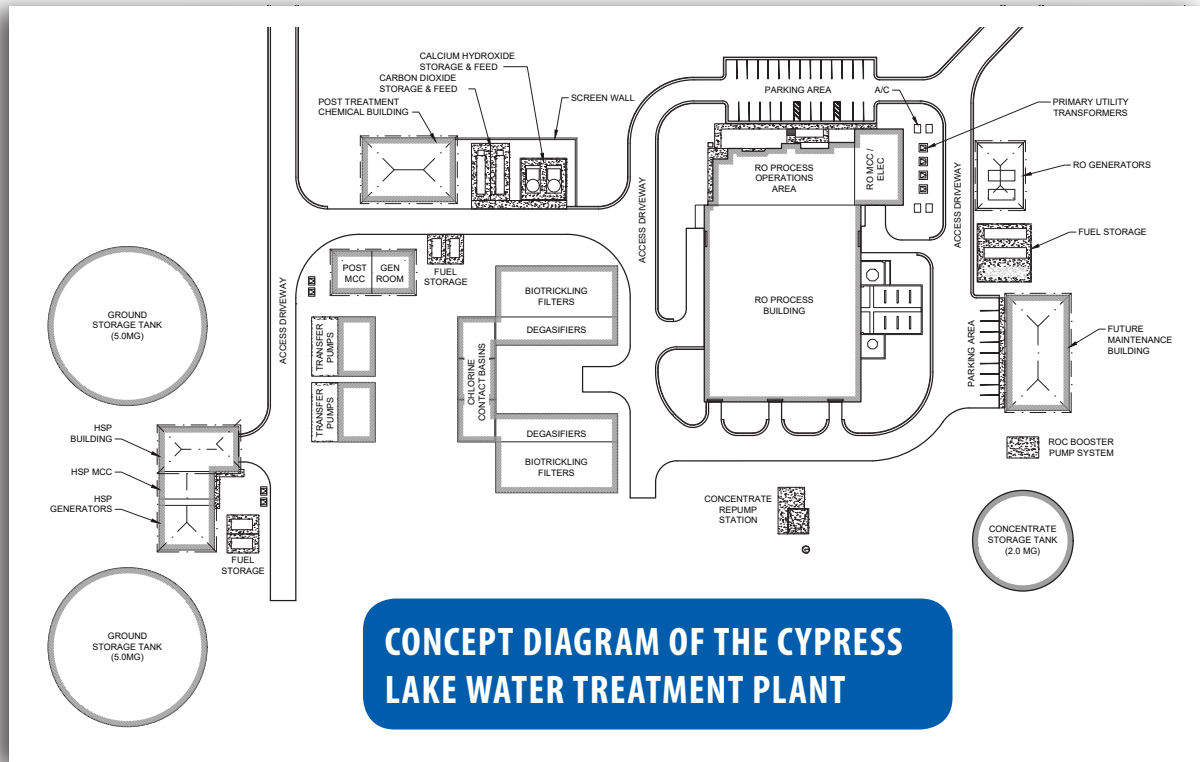 CALCIUM HYDROXIDE
STORAGE & FEED
CARBON DIOXIDE
STORAGE & FEED
POST TREATMENT
CHEMICAL BUILDING
SCREEN WALL
PARKING AREA
A/C
PRIMARY UTILITY
TRANSFORMERS
RO PROCESS
OPERATIONS
AREA
RO MCC /
ELEC
RO GENERATORS
ACCESS DRIVEWAY
ACCESS DRIVEWAY
FUEL STORAGE
POST
MCC
GEN
ROOM
FUEL
STORAGE
GROUND
STORAGE TANK
(5.0MG)
ACCESS DRIVEWAY
BIOTRICKLING
FILTERS
DEGASIFIERS
RO PROCESS
BUILDING
TRANSFER
PUMPS
CHLORINE
CONTACT BASINS
PARKING AREA
FUTURE
MAINTENANCE
BUILDING
TRANSFER
PUMPS
DEGASIFIERS
BIOTRICKLING
FILTERS
HSP
BUILDING
HSP MCC
HSP
GENERATORS
FUEL
STORAGE
ROC BOOSTER
PUMP SYSTEM
CONCENTRATE
REPUMP
STATION
CONCENTRATE
STORAGE TANK
(2.0 MG)
GROUND
STORAGE TANK
(5.0MG)
CONCEPT DIAGRAM OF THE CYPRESS
LAKE WATER TREATMENT PLANT